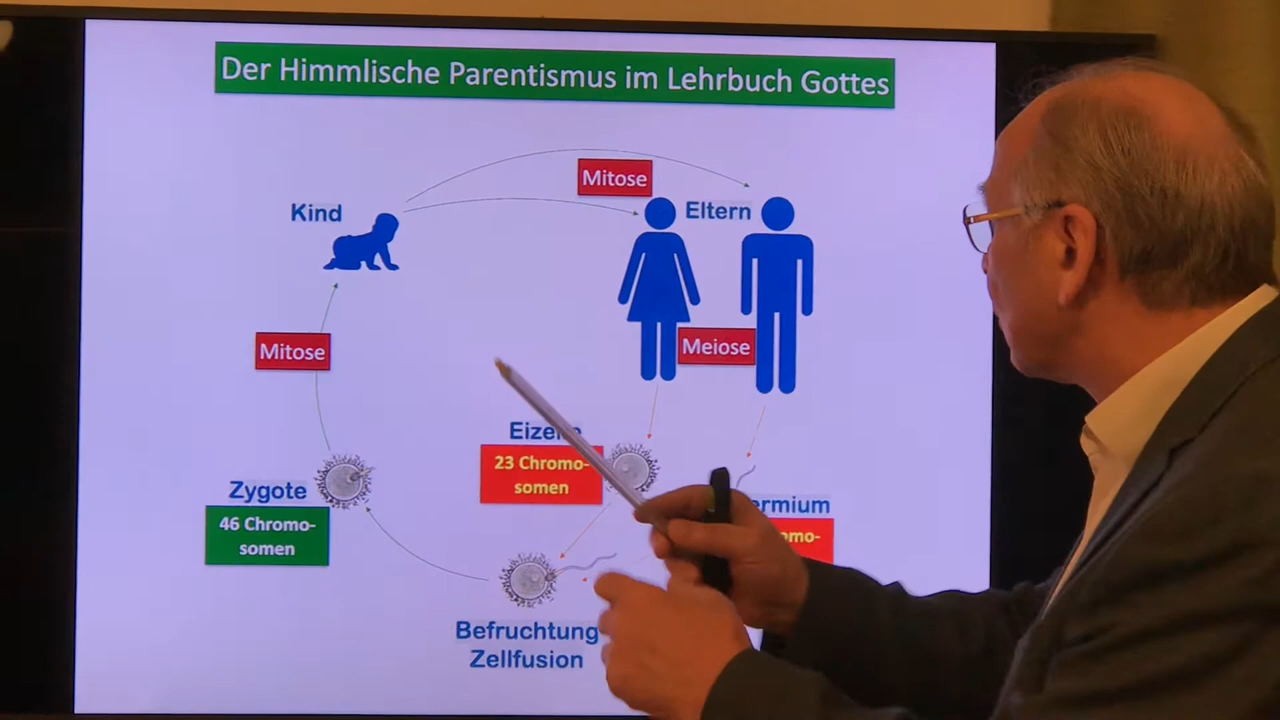 Der Himmlische Parentismus im Lehrbuch Gottes
Mitose
Kind
Eltern
Mitose
Meiose
23 Chromo-
somen
Zygote
46 Chromo-
somen
Befruchtung
Zellfusion